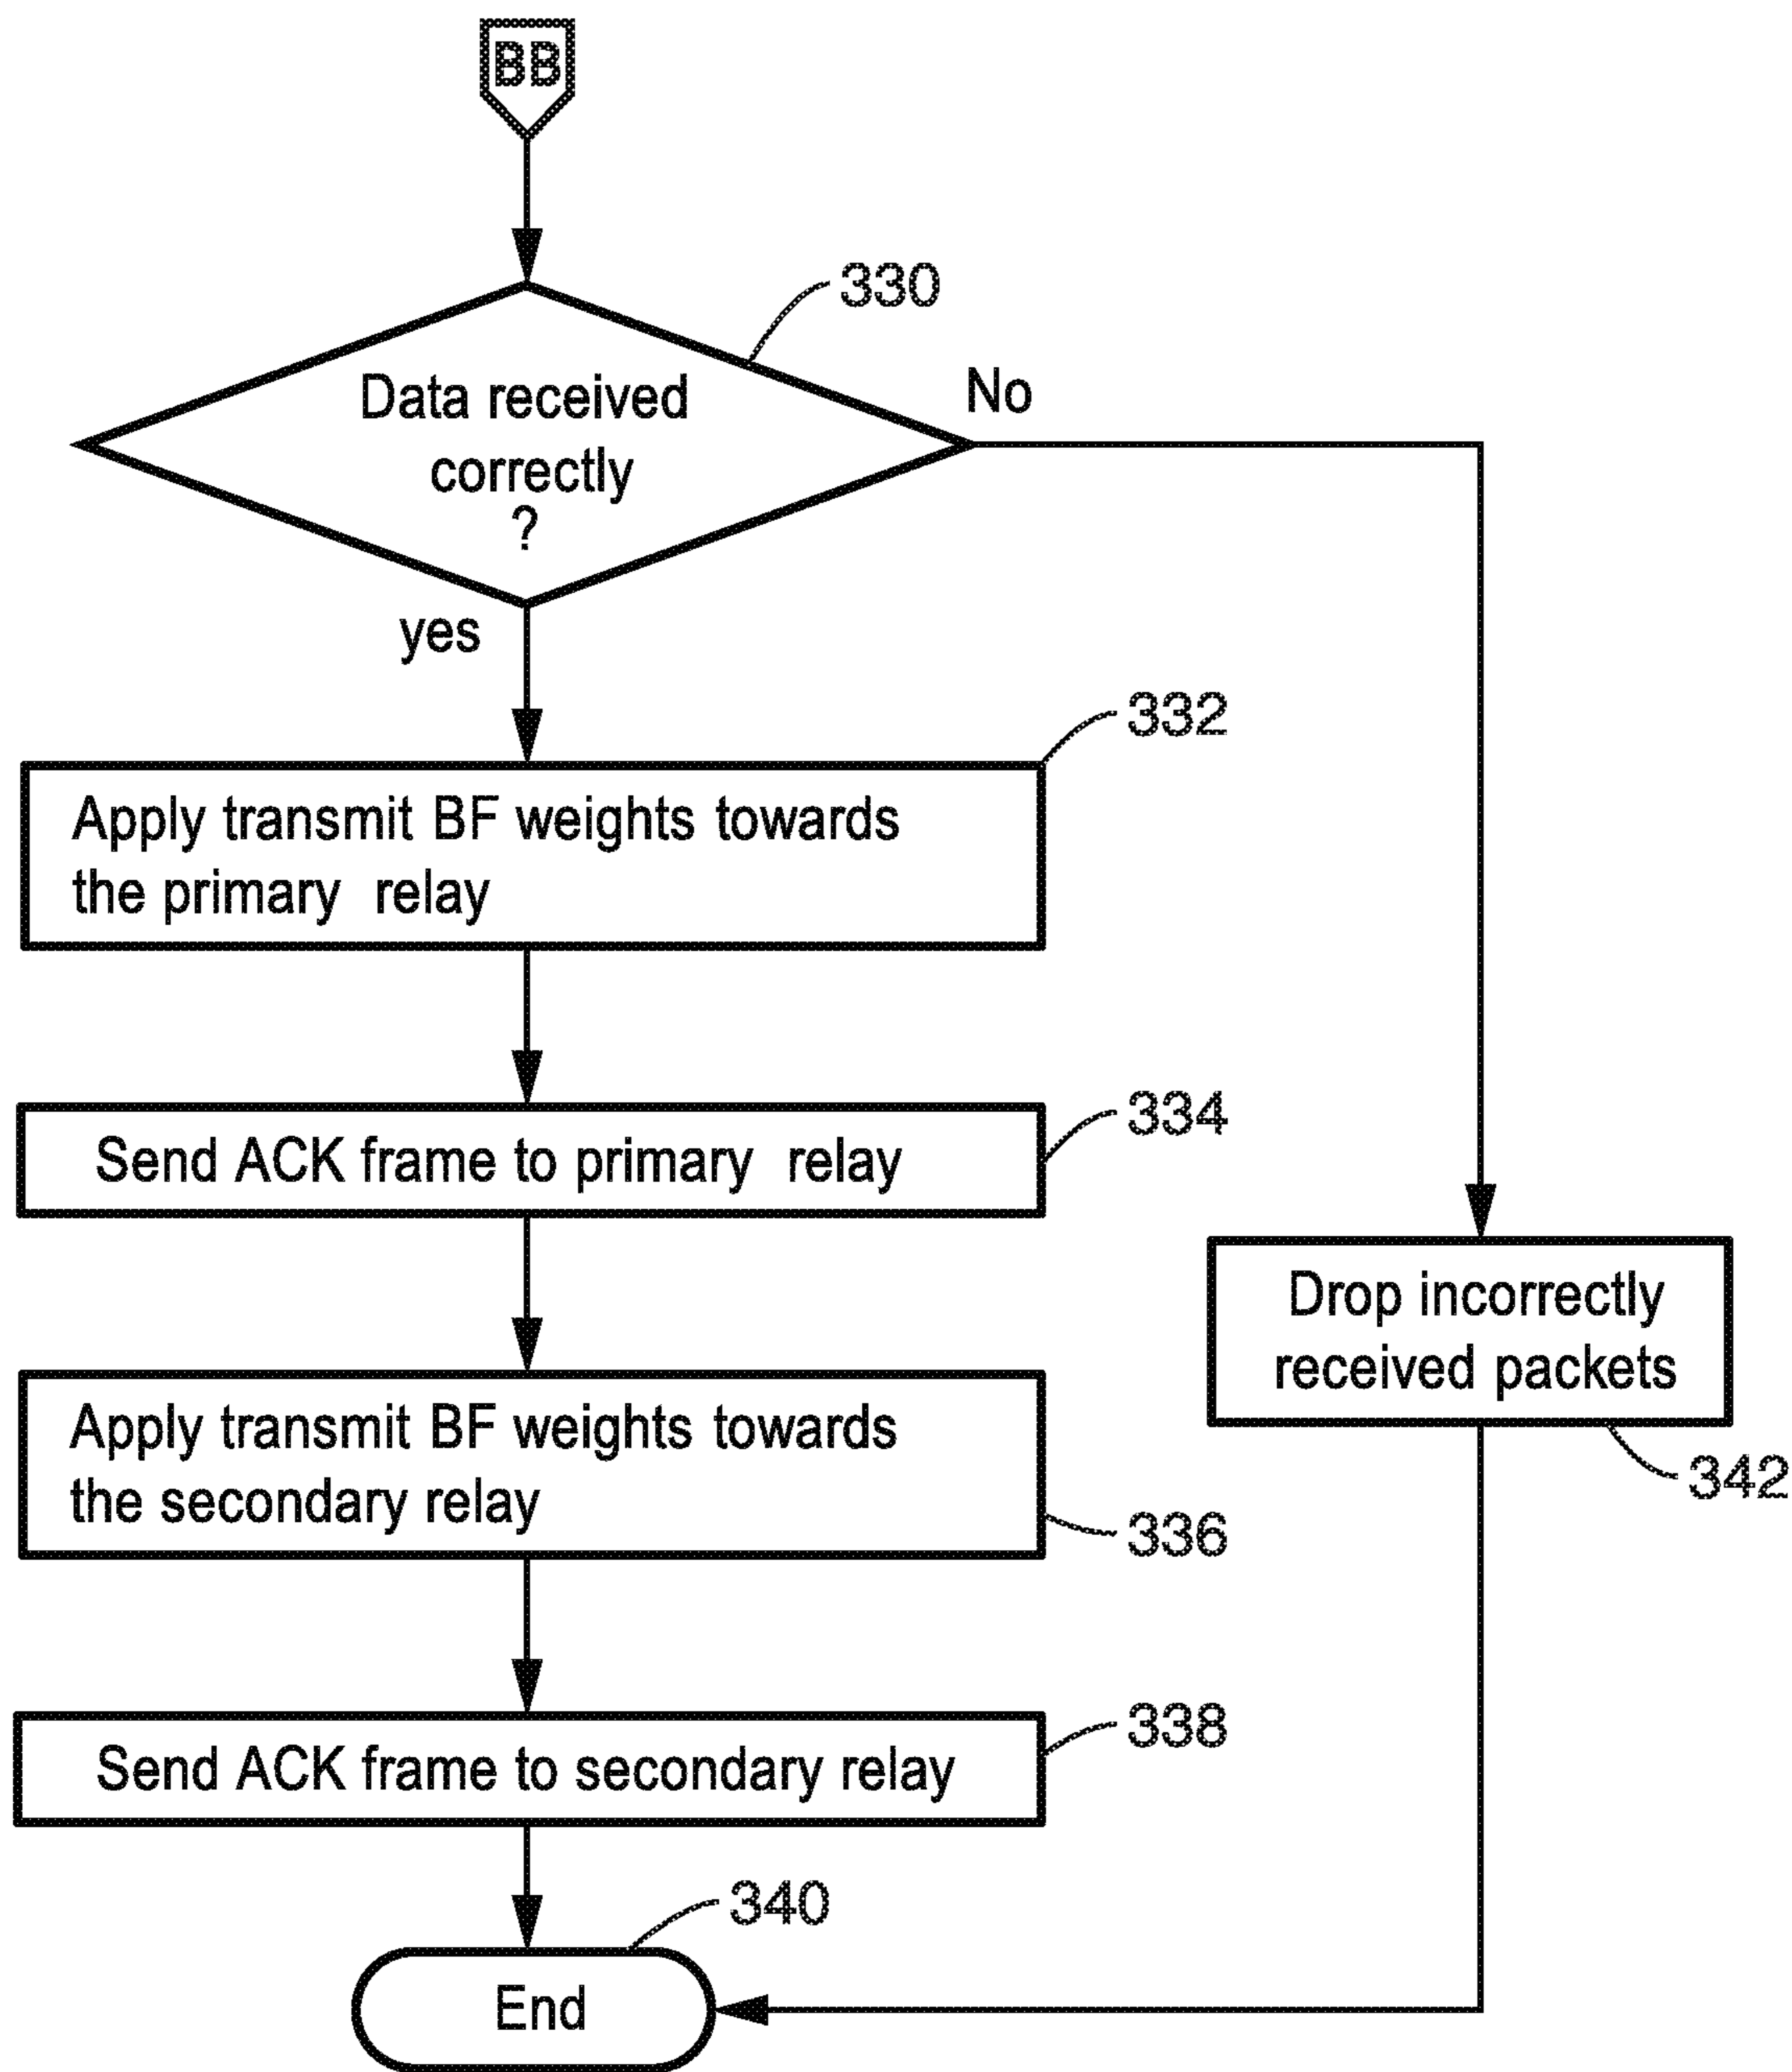 BB
330
Data received
correctly
?
No
yes
332
Apply transmit BF weights towards
the primary relay
334
Send ACK frame to primary relay
Drop incorrectly
received packets
342
Apply transmit BF weights towards
the secondary relay
336
338
Send ACK frame to secondary relay
340
End